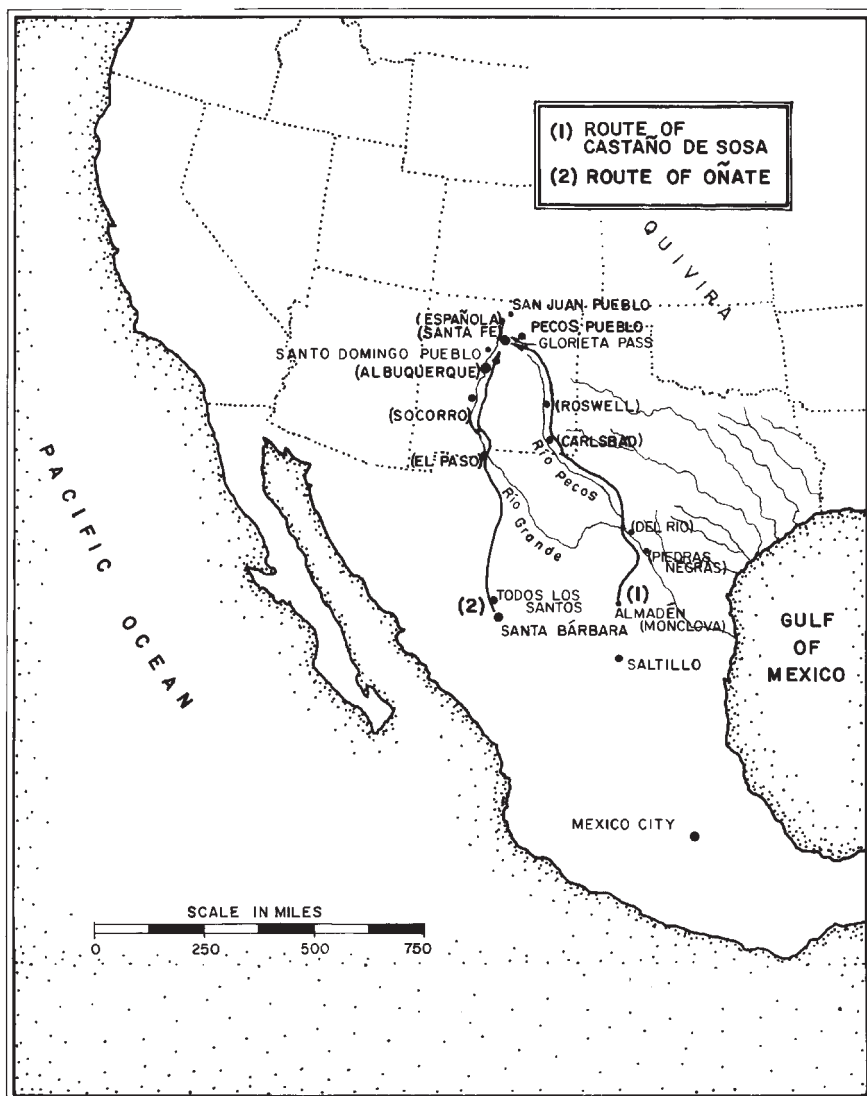 (1) ROUTE OF
CASTAÑO DE SOSA
(2) ROUTE OF OÑATE
QUIVIRA
SAN JUAN PUEBLO
(ESPAÑOLA)
(SANTA FE)
PECOS PUEBLO
GLORIETA PASS
SANTO DOMINGO PUEBLO
(ALBUQUERQUE)
(SOCORRO)
(ROSWELL)
(CARLSBAD)
(EL PASO)
Río Pecos
Río Grande
(DEL RIO)
(PIEDRAS
NEGRAS)
PACIFIC OCEAN
(2)
TODOS LOS
SANTOS
SANTA BÁRBARA
(1)
ALMADEN
(MONCLOVA)
SALTILLO
GULF
OF
MEXICO
MEXICO CITY
SCALE IN MILES
0 250 500 750